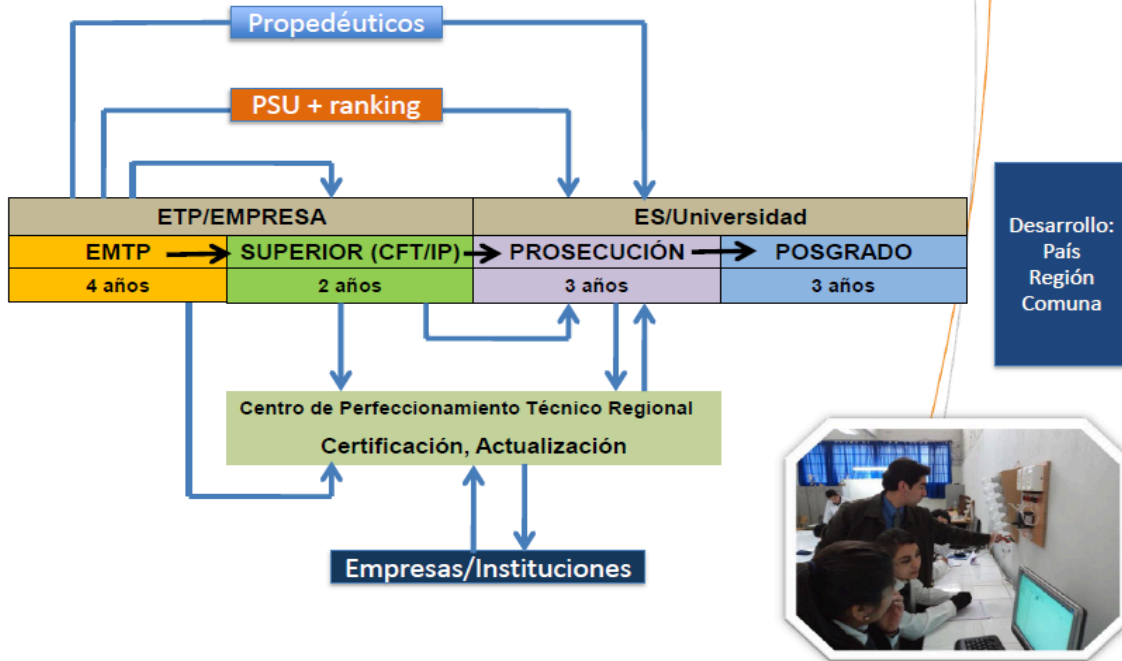 Propedéuticos
PSU + ranking
ETP/EMPRESA
ES/Universidad
EMTP
SUPERIOR (CFT/IP)
PROSECUCIÓN
POSGRADO
4 años
2 años
3 años
3 años
Centro de Perfeccionamiento Técnico Regional
Certificación, Actualización
Empresas/Instituciones
Desarrollo:
País
Región
Comuna